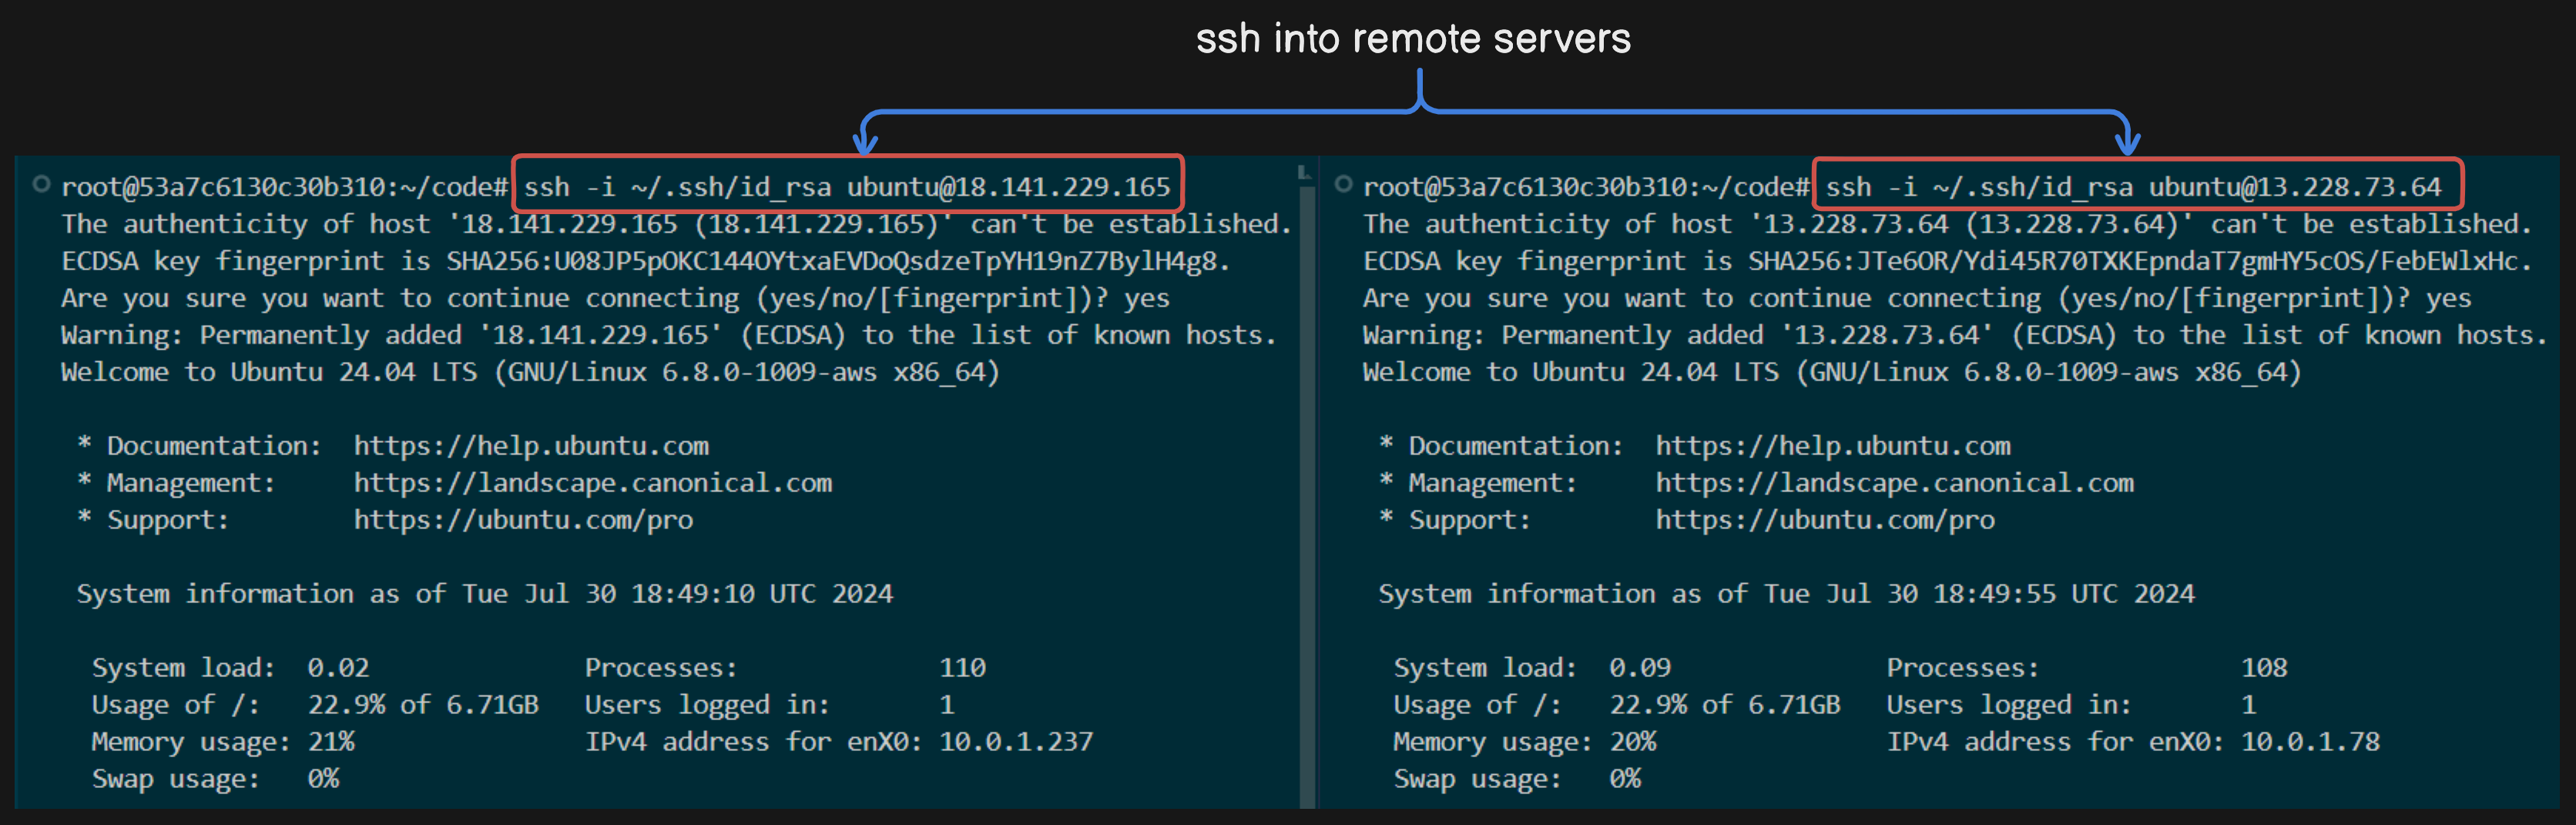 ssh into remote servers
root@53a7c6130c30b310:~/code# ssh -i ~/.ssh/id_rsa ubuntu@18.141.229.165
The authenticity of host '18.141.229.165 (18.141.229.165)' can't be established.
ECDSA key fingerprint is SHA256:U08JP5pOKC144OYtxaEVDoQsdzeTpYH19nZ7BylH4g8.
Are you sure you want to continue connecting (yes/no/[fingerprint])? yes
Warning: Permanently added '18.141.229.165' (ECDSA) to the list of known hosts.
Welcome to Ubuntu 24.04 LTS (GNU/Linux 6.8.0-1009-aws x86_64)
* Documentation:  https://help.ubuntu.com
* Management:     https://landscape.canonical.com
* Support:        https://ubuntu.com/pro
System information as of Tue Jul 30 18:49:10 UTC 2024
System load:  0.02              Processes:             110
Usage of /:   22.9% of 6.71GB   Users logged in:       1
Memory usage: 21%               IPv4 address for enX0: 10.0.1.237
Swap usage:   0%
root@53a7c6130c30b310:~/code# ssh -i ~/.ssh/id_rsa ubuntu@13.228.73.64
The authenticity of host '13.228.73.64 (13.228.73.64)' can't be established.
ECDSA key fingerprint is SHA256:JTe6OR/Ydi45R70TXKEpndaT7gmHY5cOS/FebEWlxHc.
Are you sure you want to continue connecting (yes/no/[fingerprint])? yes
Warning: Permanently added '13.228.73.64' (ECDSA) to the list of known hosts.
Welcome to Ubuntu 24.04 LTS (GNU/Linux 6.8.0-1009-aws x86_64)
* Documentation:  https://help.ubuntu.com
* Management:     https://landscape.canonical.com
* Support:        https://ubuntu.com/pro
System information as of Tue Jul 30 18:49:55 UTC 2024
System load:  0.09              Processes:             108
Usage of /:   22.9% of 6.71GB   Users logged in:       1
Memory usage: 20%               IPv4 address for enX0: 10.0.1.78
Swap usage:   0%